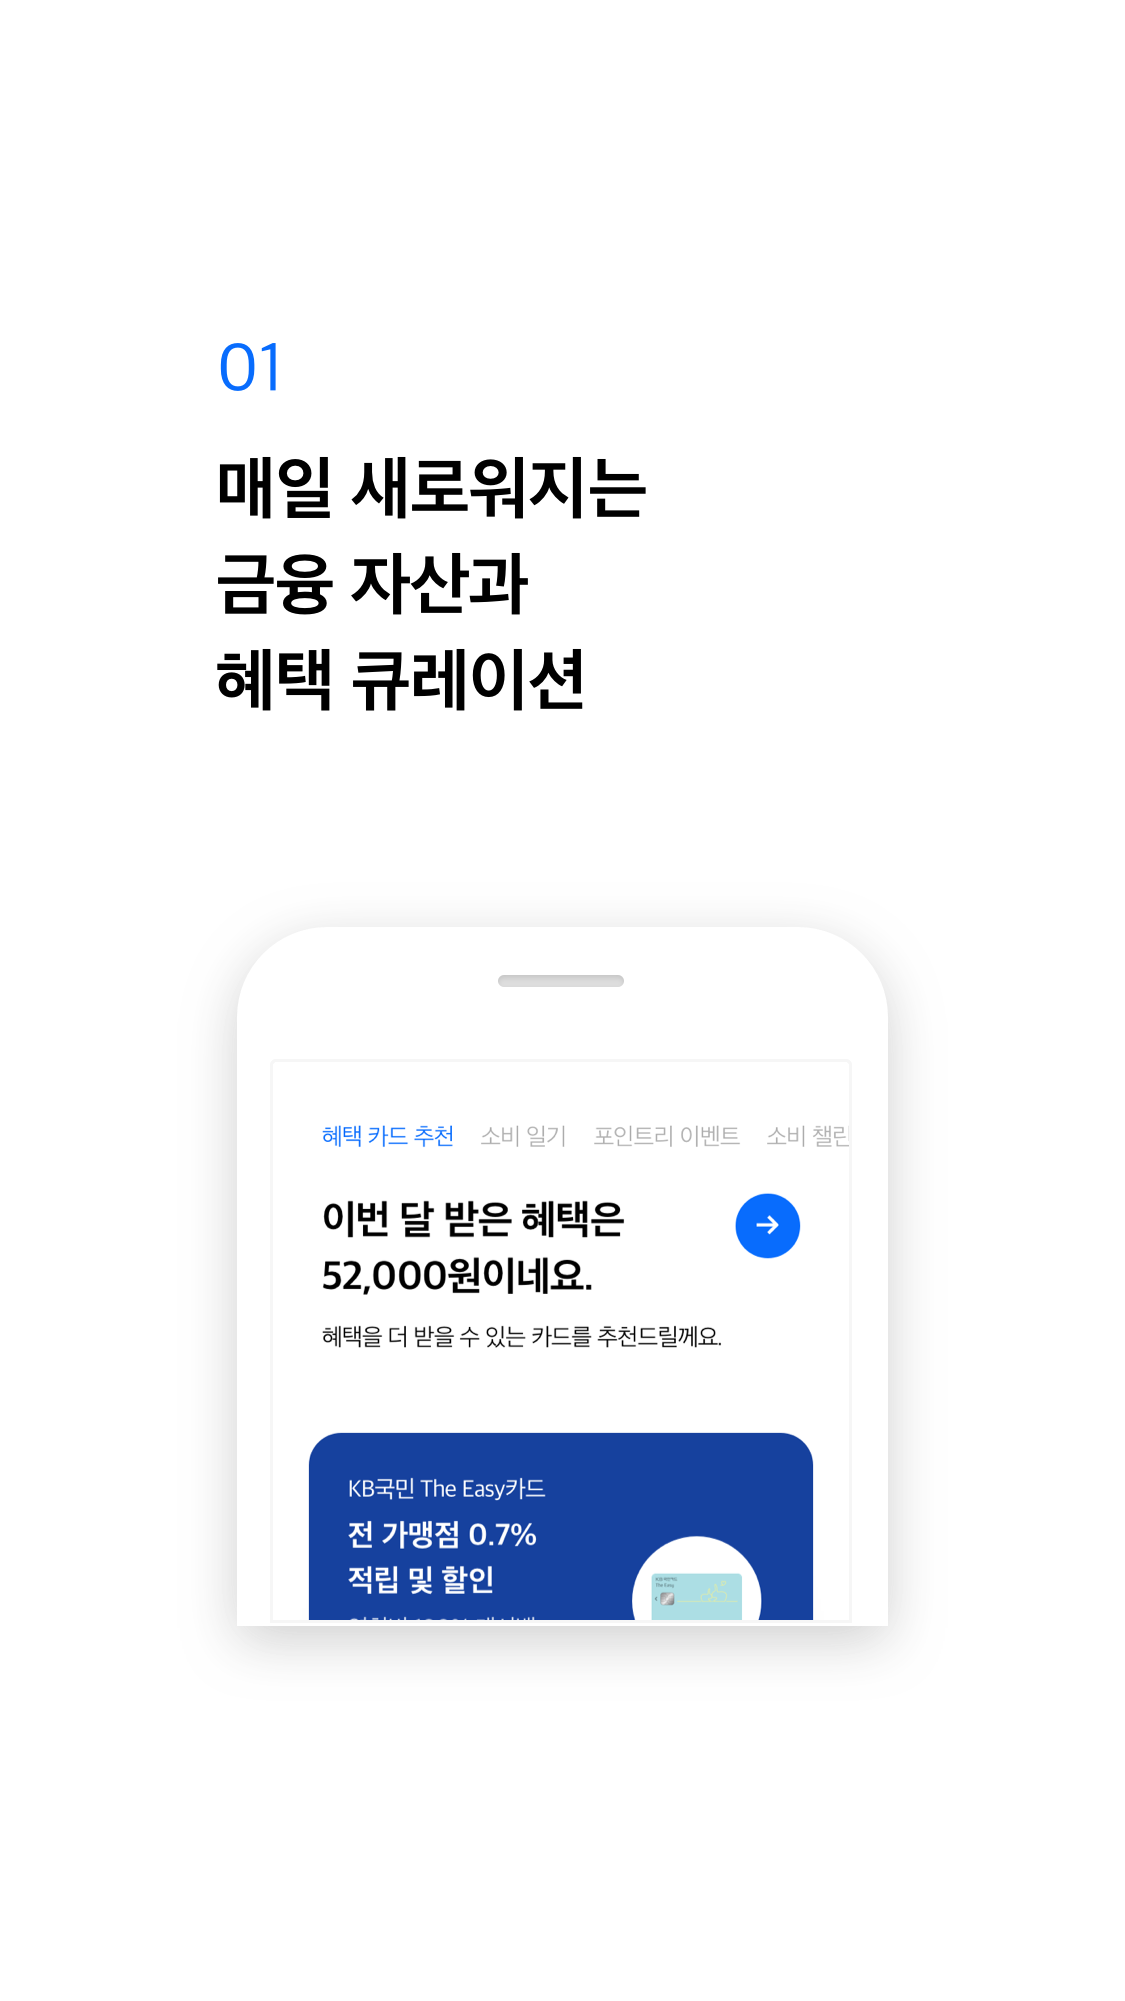 01
매일 새로워지는
금융 자산과
혜택 큐레이션
혜택 카드 추천 소비 일기 포인트리 이벤트 소비 챌린
이번 달 받은 혜택은
52,000원이네요.
혜택을 더 받을 수 있는 카드를 추천드릴께요.
KB국민 The Easy카드
전 가맹점 0.7%
적립 및 할인
The Easy